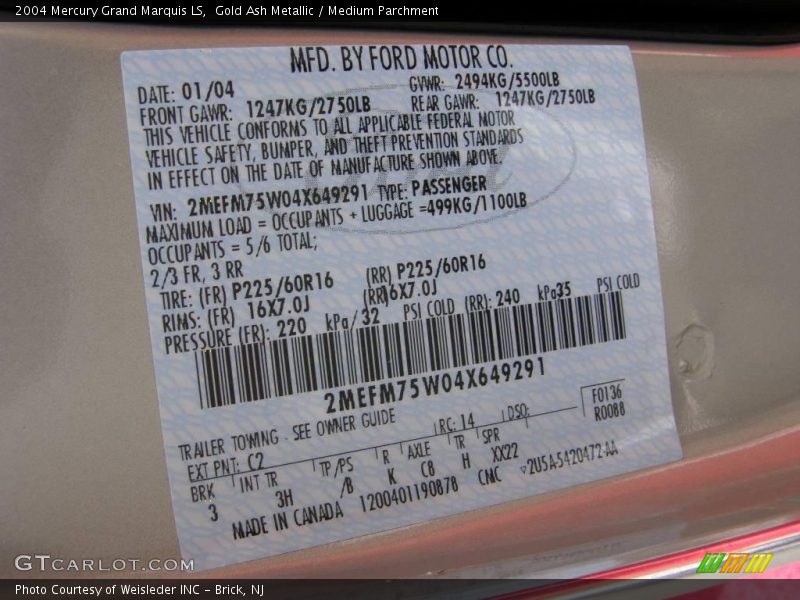 2004 Mercury Grand Marquis LS, Gold Ash Metallic / Medium Parchment
MFD. BY FORD MOTOR CO.
DATE: 01/04 GVWR: 2494KG/5500LB
FRONT GAWR: 1247KG/2750LB REAR GAWR: 1247KG/2750LB
THIS VEHICLE CONFORMS TO ALL APPLICABLE FEDERAL MOTOR
VEHICLE SAFETY, BUMPER, AND THEFT PREVENTION STANDARDS
IN EFFECT ON THE DATE OF MANUFACTURE SHOWN ABOVE.
VIN: 2MEFM75W04X649291 TYPE: PASSENGER
MAXIMUM LOAD = OCCUPANTS + LUGGAGE =499KG/1100LB
OCCUPANTS = 5/6 TOTAL;
2/3 FR, 3 RR
TIRE: (FR) P225/60R16 (RR) P225/60R16
RIMS: (FR) 16X7.0J (RR)16X7.0J
PRESSURE (FR): 220 kPa/32 PSI COLD (RR): 240 kPa35 PSI COLD
2MEFM75W04X649291
TRAILER TOWING - SEE OWNER GUIDE
F0136
R0088
EXT PNT: C2 RC: 14 DSO:
BRK INT TR TP/PS R AXLE TR SPR
3 3H /B K C8 H XX22
MADE IN CANADA 1200401190878 CMC 2U5A-5420472-AA
GTCARLOT.COM
Photo Courtesy of Weisleder INC – Brick, NJ